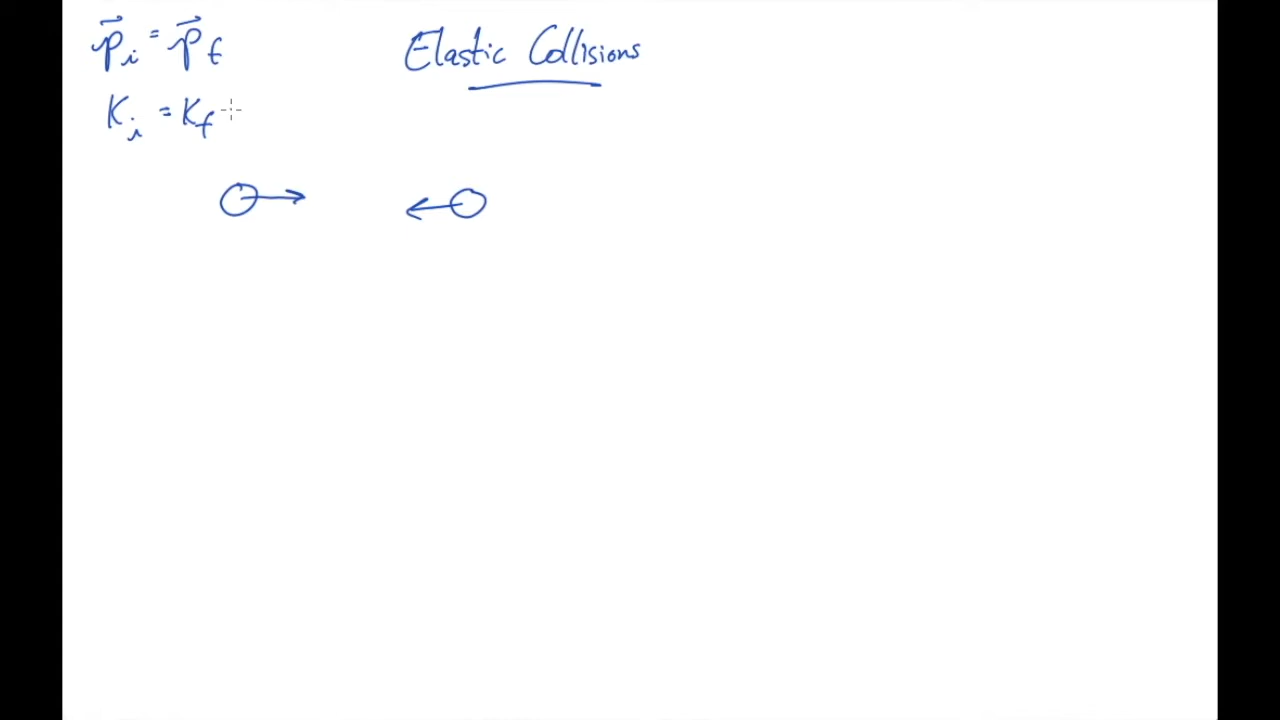 p⃗ᵢ = p⃗f
Elastic Collisions
Kᵢ = Kf